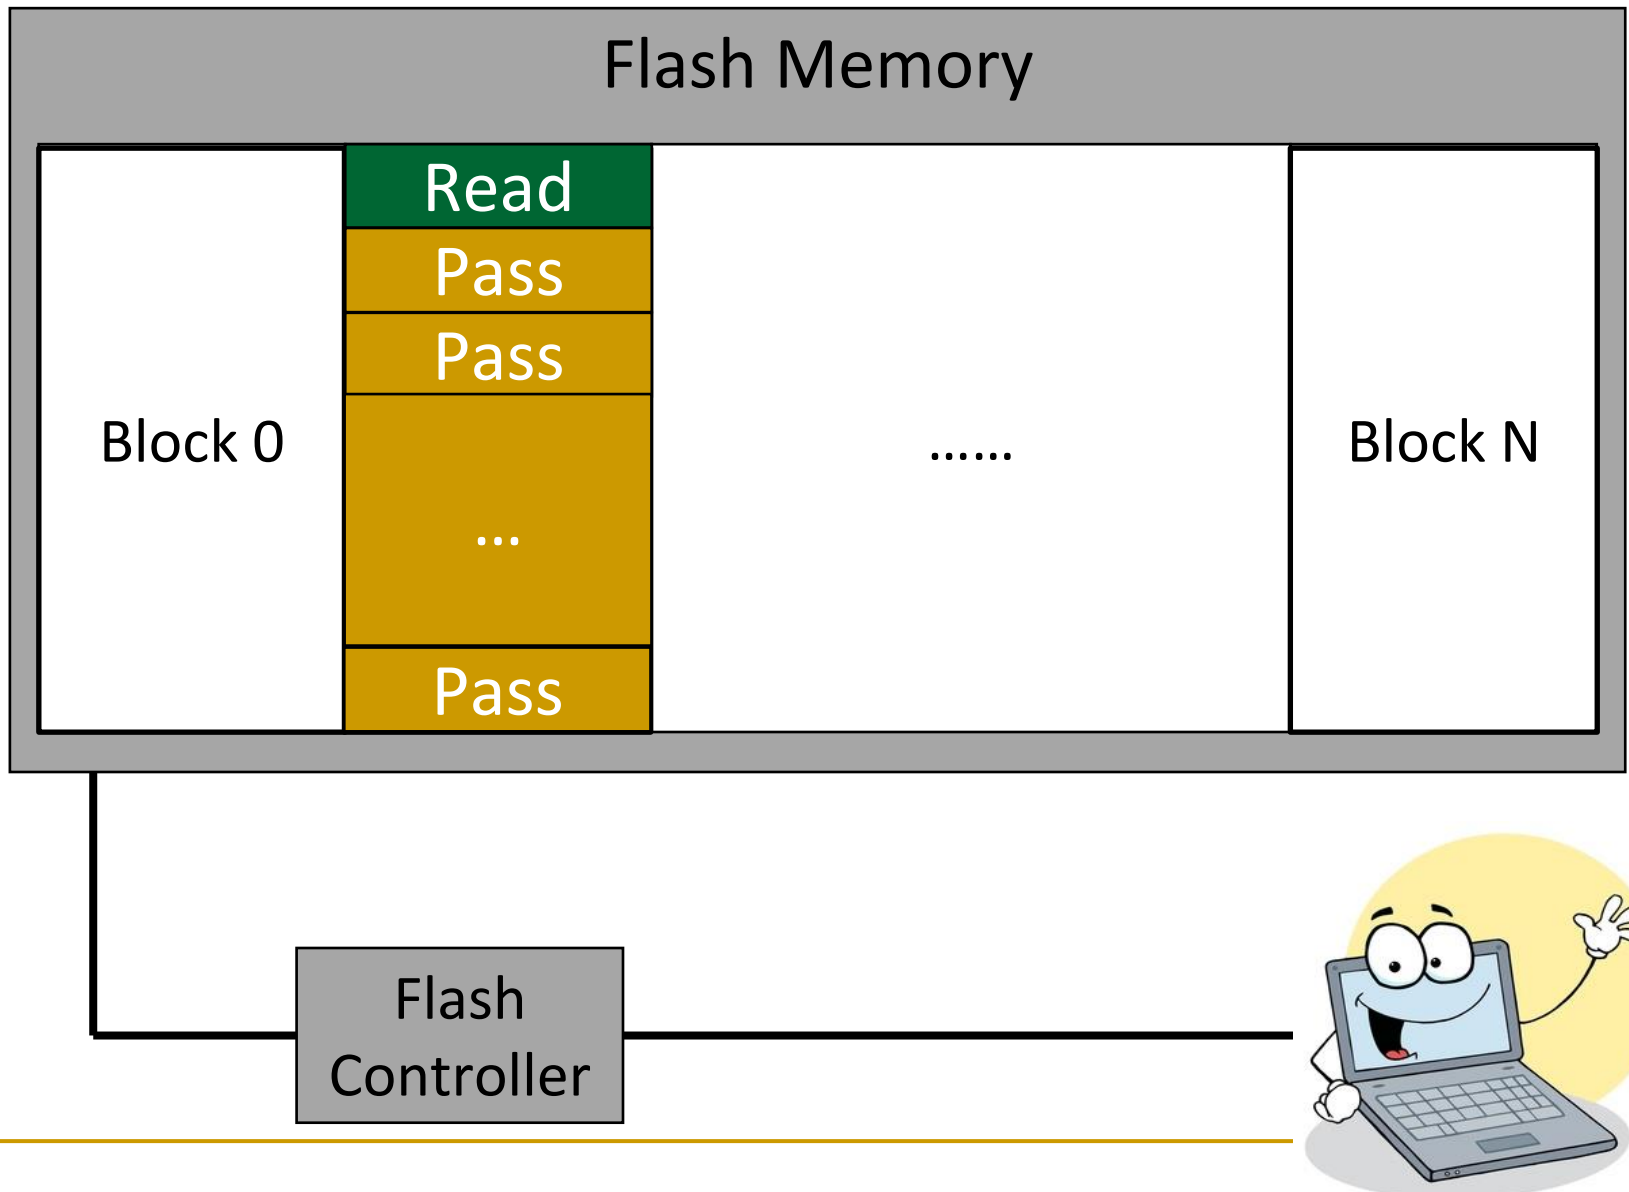 Flash Memory
Block 0
Read
Pass
Pass
...
Pass
......
Block N
Flash
Controller